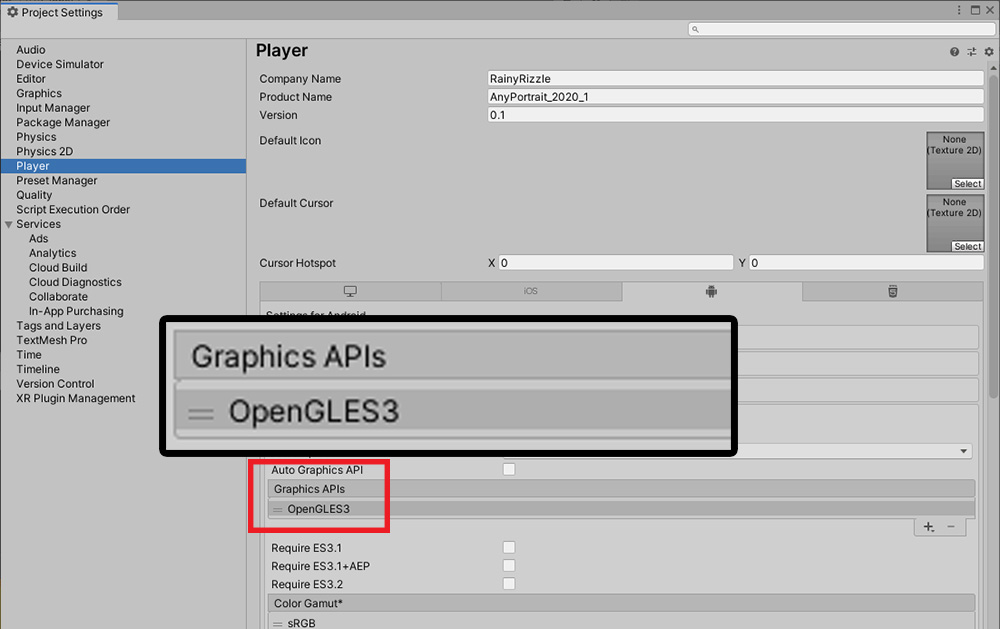 Project Settings
Audio
Device Simulator
Editor
Graphics
Input Manager
Package Manager
Physics
Physics 2D
Player
Preset Manager
Quality
Script Execution Order
Services
Ads
Analytics
Cloud Build
Cloud Diagnostics
Collaborate
In-App Purchasing
Tags and Layers
TextMesh Pro
Time
Timeline
Version Control
XR Plugin Management
Player
Company Name RainyRizzle
Product Name AnyPortrait_2020_1
Version 0.1
Default Icon
None
(Texture 2D)
Select
Default Cursor
None
(Texture 2D)
Select
Cursor Hotspot X 0 Y 0
iOS
Settings for Android
Graphics APIs
OpenGLES3
Auto Graphics API
Graphics APIs
OpenGLES3
Require ES3.1
Require ES3.1+AEP
Require ES3.2
Color Gamut*
sRGB